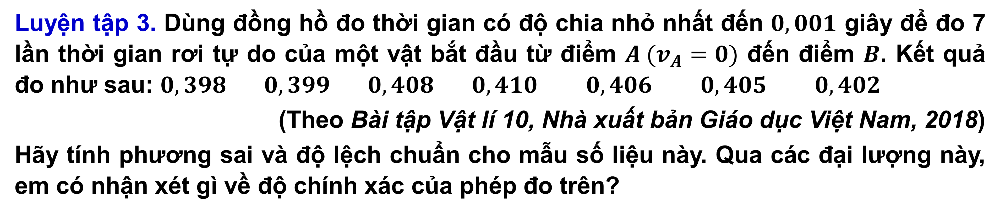 Luyện tập 3. Dùng đồng hồ đo thời gian có độ chia nhỏ nhất đến 0,001 giây để đo 7
lần thời gian rơi tự do của một vật bắt đầu từ điểm A (v_A = 0) đến điểm B. Kết quả
đo như sau: 0,398 0,399 0,408 0,410 0,406 0,405 0,402
(Theo Bài tập Vật lí 10, Nhà xuất bản Giáo dục Việt Nam, 2018)
Hãy tính phương sai và độ lệch chuẩn cho mẫu số liệu này. Qua các đại lượng này,
em có nhận xét gì về độ chính xác của phép đo trên?